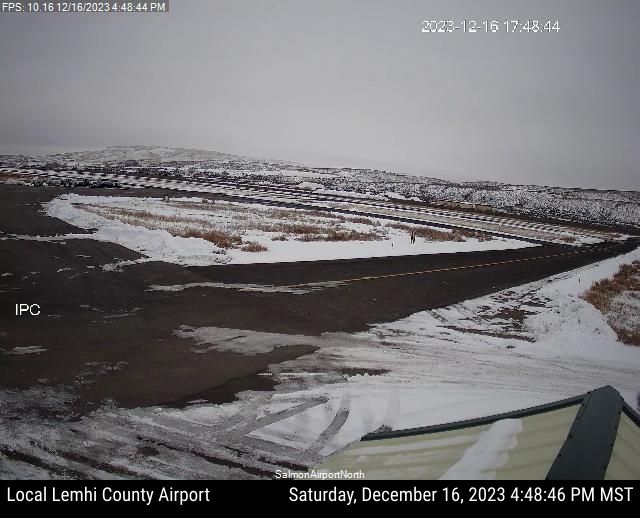 FPS: 10.16 12/16/2023 4:48:44 PM
2023-12-16 17:48:44
IPC
SalmonAirportNorth
Local Lemhi County Airport
Saturday, December 16, 2023 4:48:46 PM MST